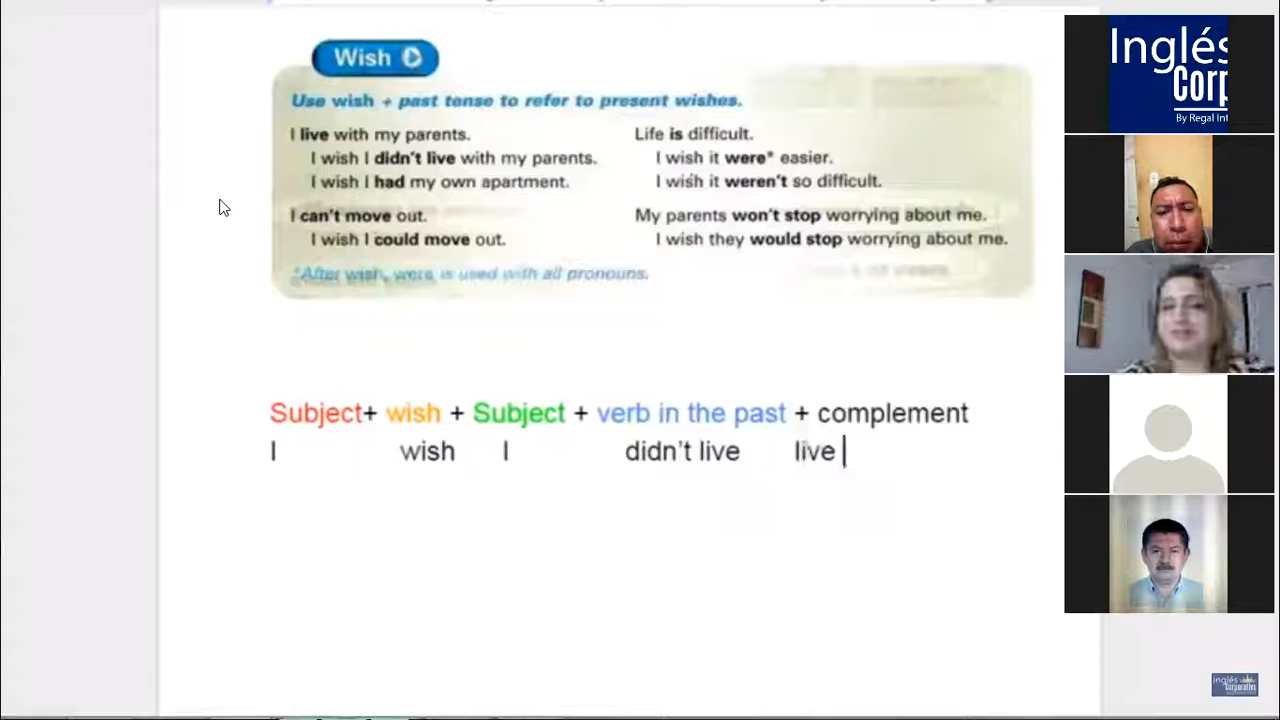 Wish
Use wish + past tense to refer to present wishes.
I live with my parents.
I wish I didn't live with my parents.
I wish I had my own apartment.
I can't move out.
I wish I could move out.
*After wish, were is used with all pronouns.
Life is difficult.
I wish it were* easier.
I wish it weren't so difficult.
My parents won't stop worrying about me.
I wish they would stop worrying about me.
Subject+ wish + Subject + verb in the past + complement
I wish I didn't live live
Inglés
Corp
By Regal Int
Inglés
Corporativo